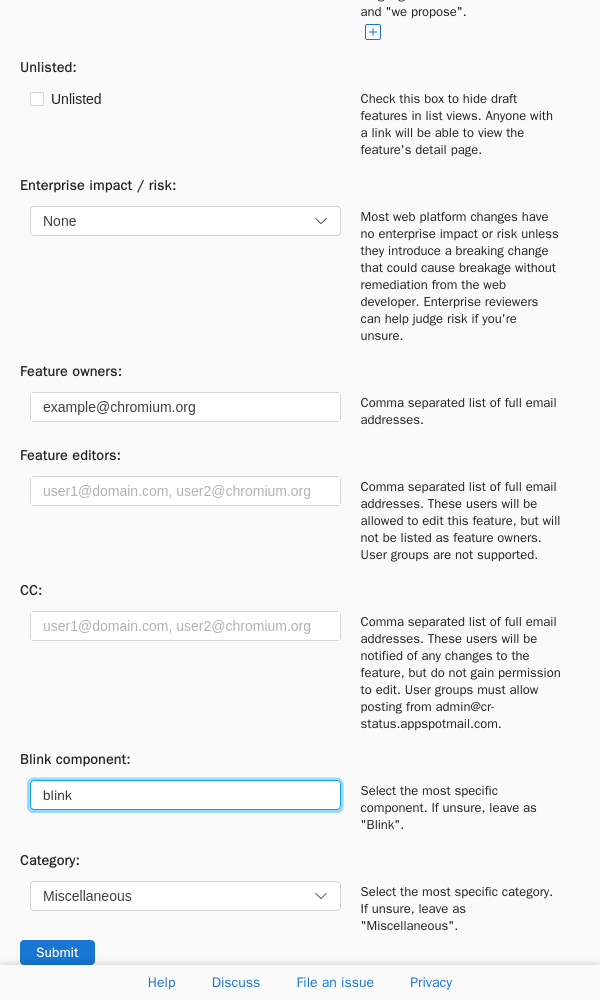 and "we propose".
Unlisted:
Unlisted
Check this box to hide draft
features in list views. Anyone with
a link will be able to view the
feature's detail page.
Enterprise impact / risk:
None
Most web platform changes have
no enterprise impact or risk unless
they introduce a breaking change
that could cause breakage without
remediation from the web
developer. Enterprise reviewers
can help judge risk if you're
unsure.
Feature owners:
example@chromium.org
Comma separated list of full email
addresses.
Feature editors:
user1@domain.com, user2@chromium.org
Comma separated list of full email
addresses. These users will be
allowed to edit this feature, but will
not be listed as feature owners.
User groups are not supported.
CC:
user1@domain.com, user2@chromium.org
Comma separated list of full email
addresses. These users will be
notified of any changes to the
feature, but do not gain permission
to edit. User groups must allow
posting from admin@cr-
status.appspotmail.com.
Blink component:
blink
Select the most specific
component. If unsure, leave as
"Blink".
Category:
Miscellaneous
Select the most specific category.
If unsure, leave as
"Miscellaneous".
Submit
Help Discuss File an issue Privacy